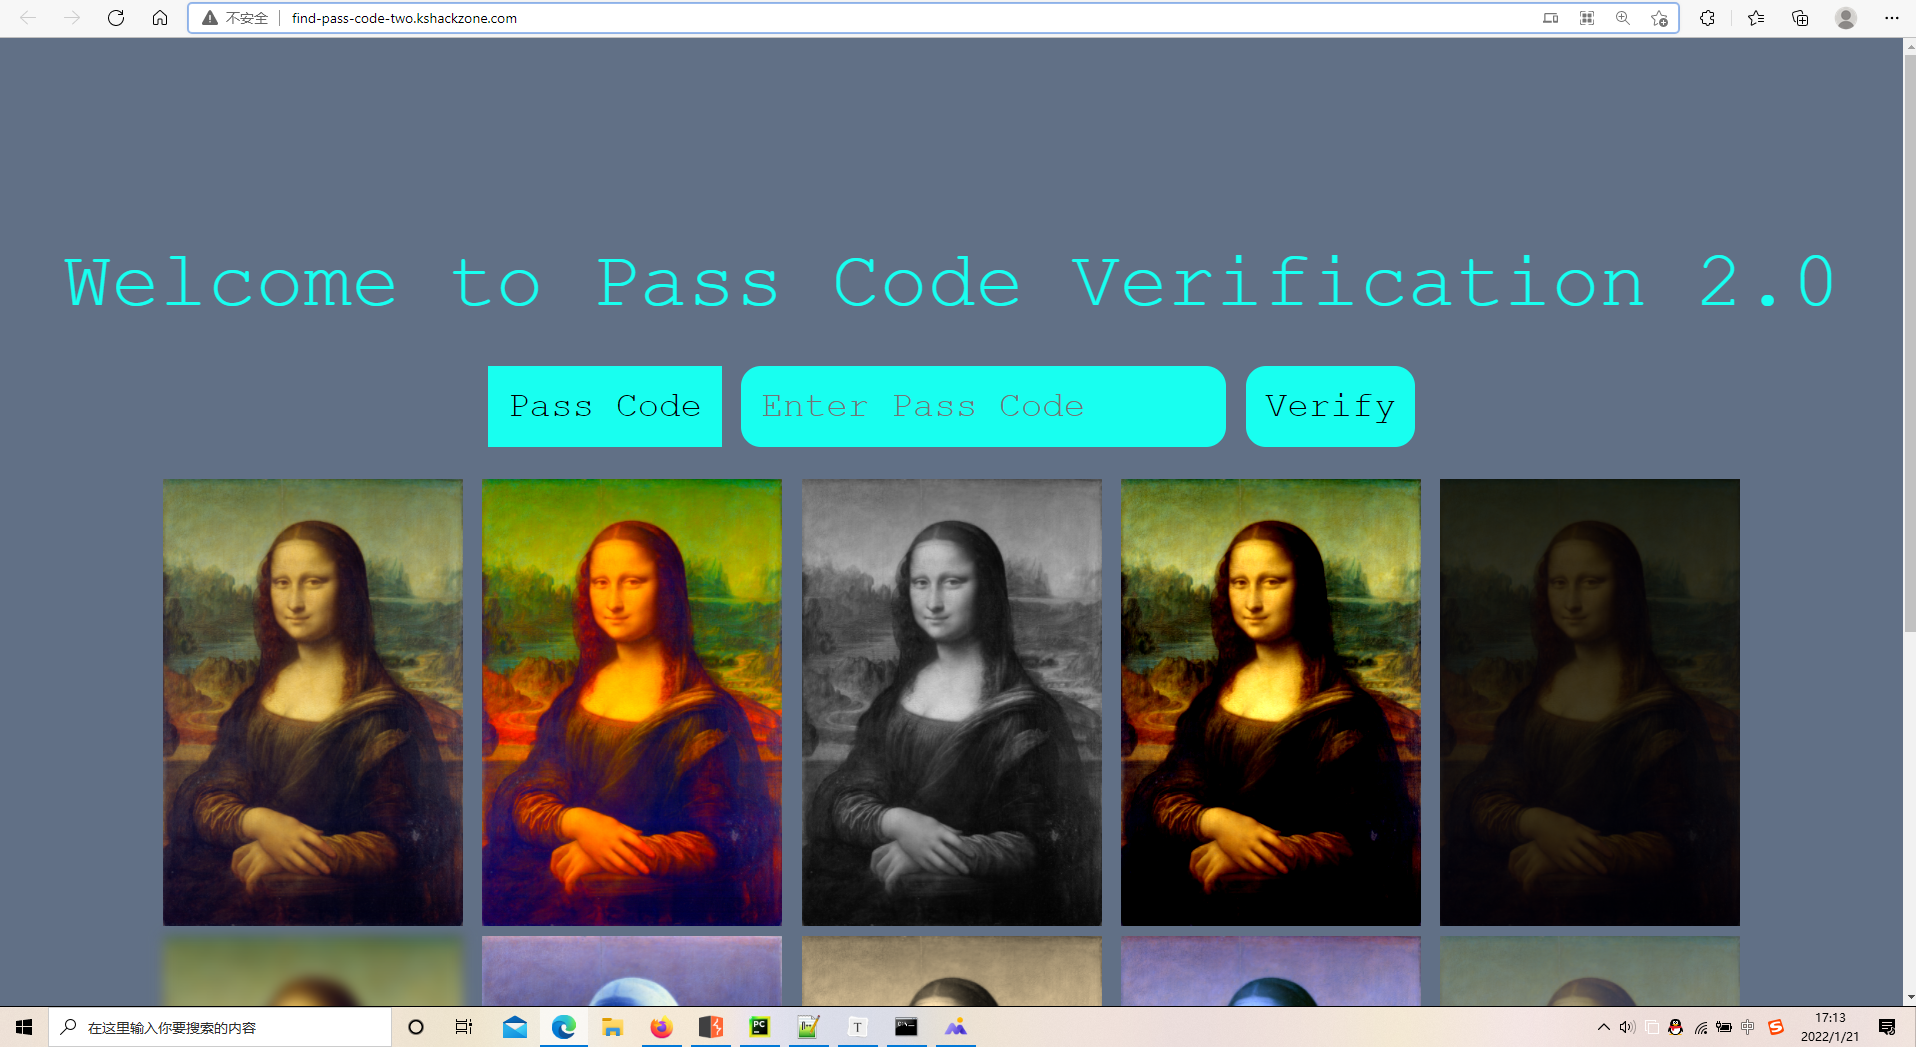 不安全 find-pass-code-two.kshackzone.com
Welcome to Pass Code Verification 2.0
Pass Code Enter Pass Code Verify
在这里输入你要搜索的内容
PC
T
中
17:13
2022/1/21